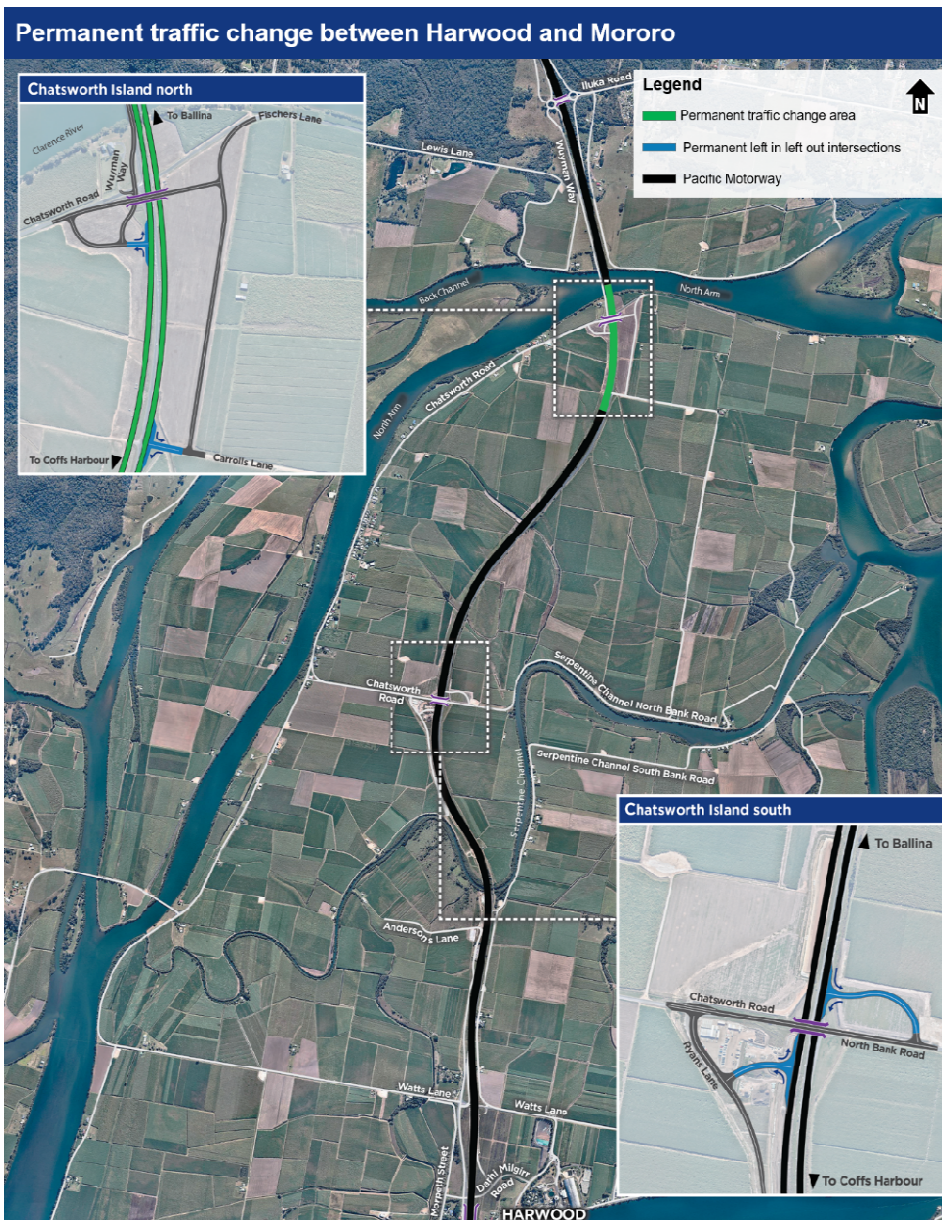 Permanent traffic change between Harwood and Mororo
Chatsworth Island north
To Ballina
Fischers Lane
Clarence River
Wurman
Way
Chatsworth Road
To Coffs Harbour
Carrolls Lane
Iluka Road
Legend
N
Permanent traffic change area
Permanent left in left out intersections
Pacific Motorway
Lewis Lane
Wurman Way
Back Channel
North Arm
Chatsworth Road
North Arm
Chatsworth
Road
Serpentine Channel North Bank Road
Serpentine Channel South Bank Road
Serpentine Channel
Andersons Lane
Watts Lane
Watts Lane
Morpeth Street
Darhi Milgirr
Road
HARWOOD
Chatsworth Island south
To Ballina
Chatsworth Road
North Bank Road
Ryans Lane
To Coffs Harbour